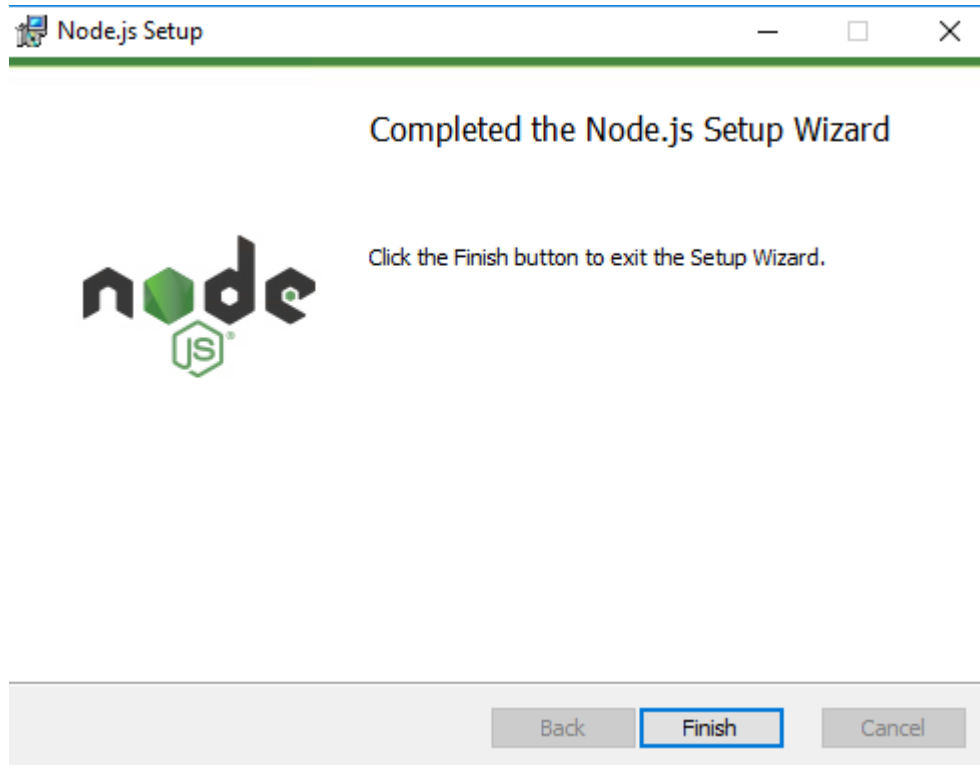 Node.js Setup
Completed the Node.js Setup Wizard
Click the Finish button to exit the Setup Wizard.
node
JS®
Back Finish Cancel